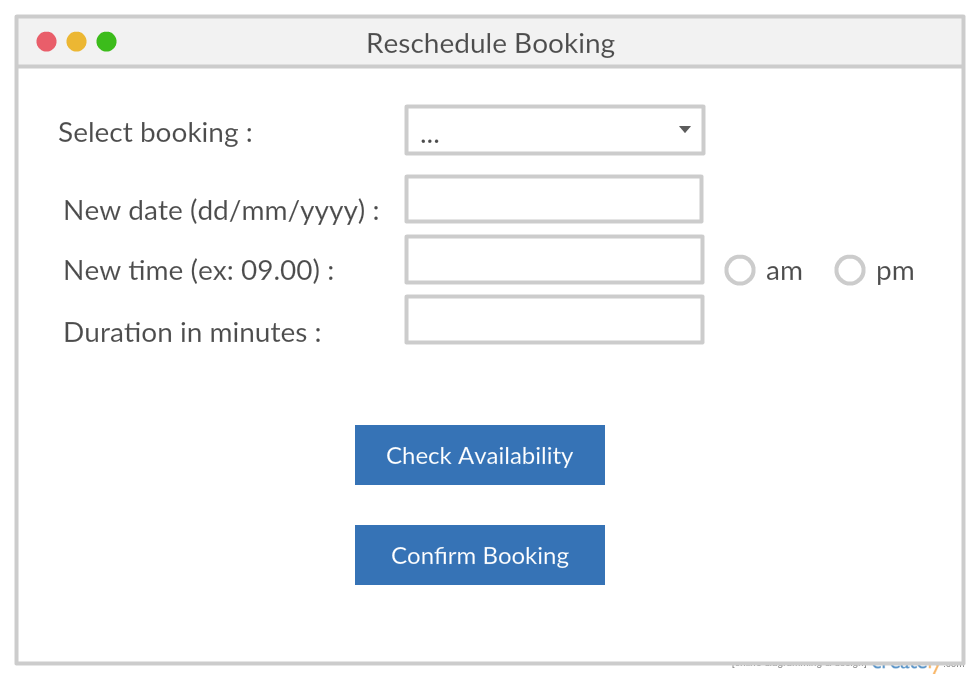 Reschedule Booking
Select booking :
...
New date (dd/mm/yyyy) :
New time (ex: 09.00) :
am
pm
Duration in minutes :
Check Availability
Confirm Booking